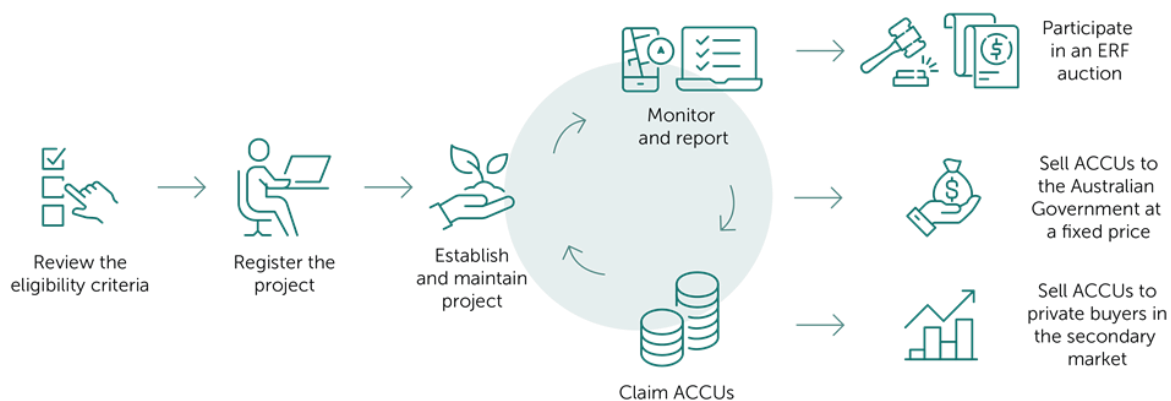 Review the
eligibility criteria
Register the
project
Establish
and maintain
project
Monitor
and report
Claim ACCUs
Participate
in an ERF
auction
Sell ACCUs to
the Australian
Government at
a fixed price
Sell ACCUs to
private buyers in
the secondary
market